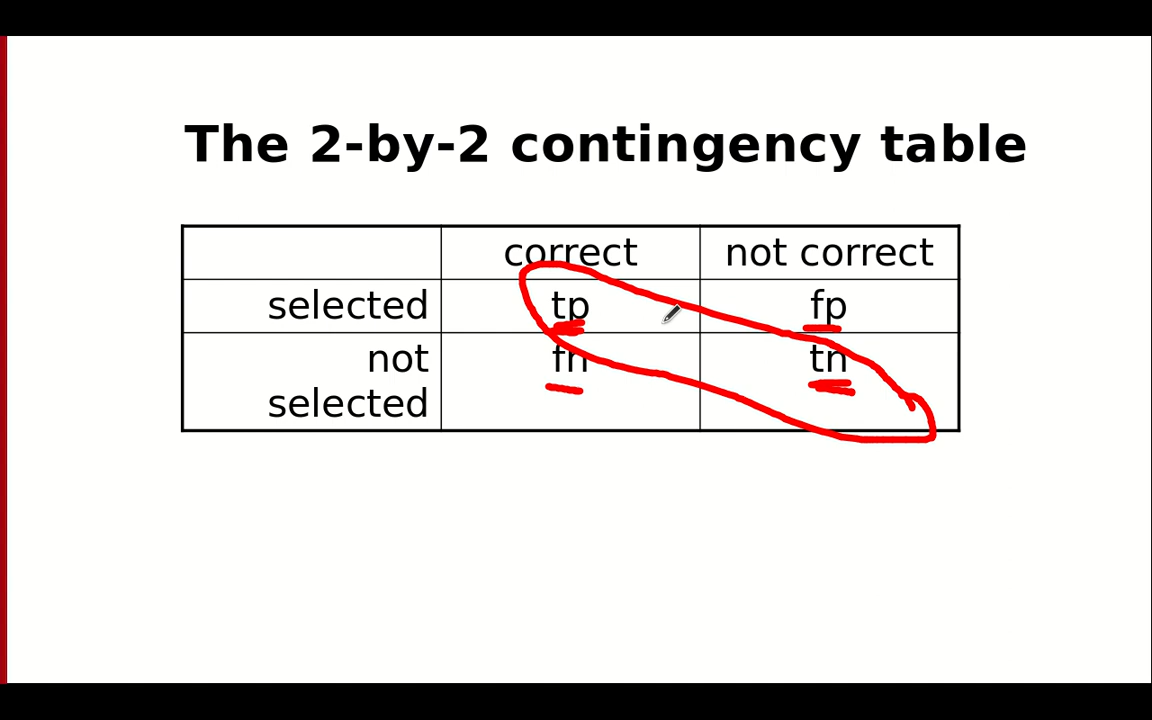 The 2-by-2 contingency table
correct not correct
selected tp fp
not fn tn
selected